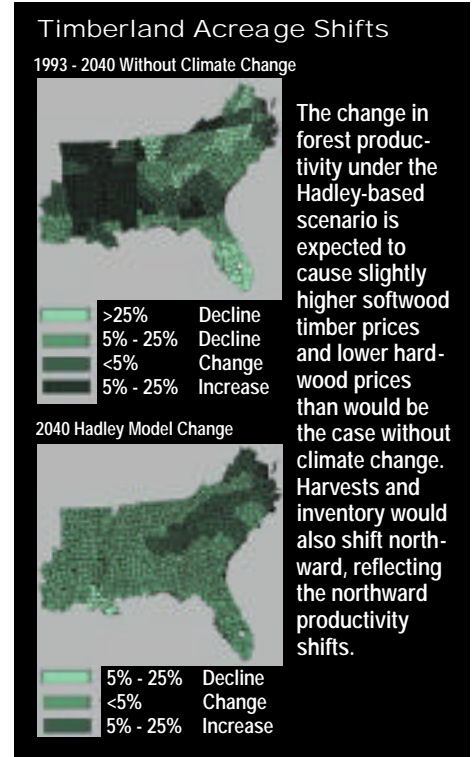 Timberland Acreage Shifts
1993 - 2040 Without Climate Change
>25% Decline
5% - 25% Decline
<5% Change
5% - 25% Increase
2040 Hadley Model Change
5% - 25% Decline
<5% Change
5% - 25% Increase
The change in
forest produc-
tivity under the
Hadley-based
scenario is
expected to
cause slightly
higher softwood
timber prices
and lower hard-
wood prices
than would be
the case without
climate change.
Harvests and
inventory would
also shift north-
ward, reflecting
the northward
productivity
shifts.